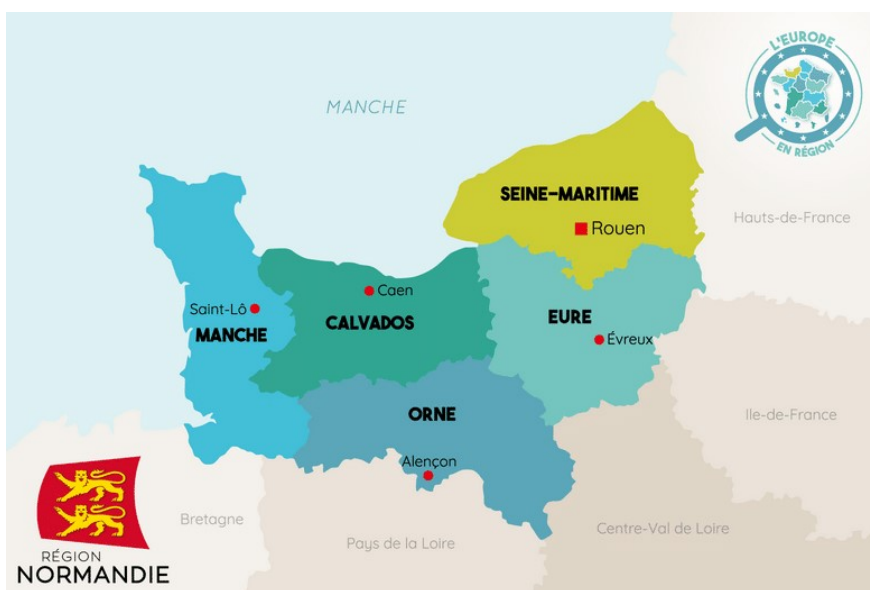 L'EUROPE
EN RÉGION
MANCHE
SEINE-MARITIME
Rouen
Hauts-de-France
Caen
Saint-Lô
CALVADOS
EURE
MANCHE
Évreux
ORNE
Ile-de-France
Alençon
Bretagne
Pays de la Loire
Centre-Val de Loire
RÉGION
NORMANDIE